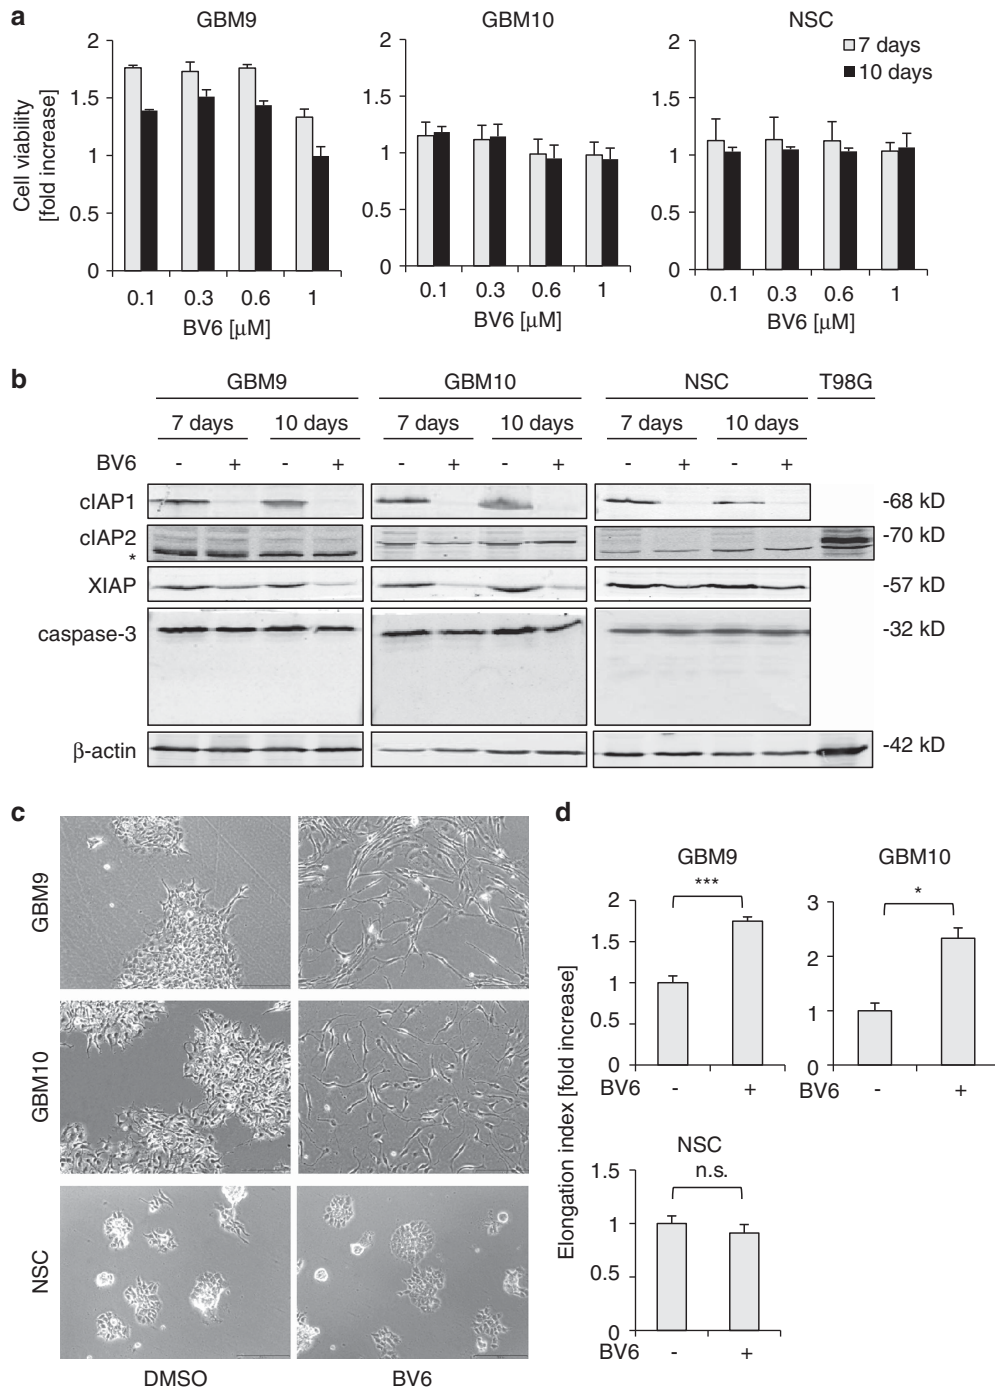 a
GBM9
GBM10
NSC
7 days
10 days
Cell viability
[fold increase]
2
1.5
1
0.5
0
0.1 0.3 0.6 1
BV6 [μM]
2
1.5
1
0.5
0
0.1 0.3 0.6 1
BV6 [μM]
2
1.5
1
0.5
0
0.1 0.3 0.6 1
BV6 [μM]
b
GBM9 GBM10 NSC T98G
7 days 10 days 7 days 10 days 7 days 10 days
BV6 - + - + - + - + - + - +
cIAP1 -68 kD
cIAP2 -70 kD
*
XIAP -57 kD
caspase-3 -32 kD
β-actin -42 kD
c
GBM9
GBM10
NSC
DMSO BV6
d
Elongation index [fold increase]
GBM9
***
2
1.5
1
0.5
0
BV6 - +
GBM10
*
3
2
1
0
BV6 - +
NSC
n.s.
1.5
1
0.5
0
BV6 - +